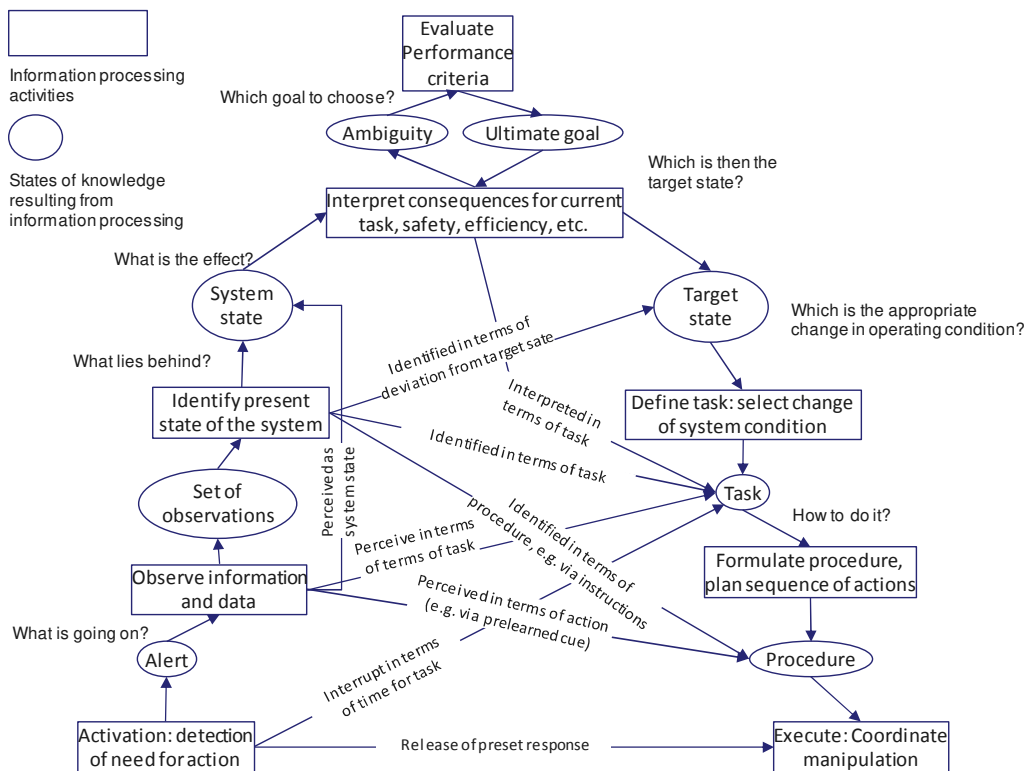 Evaluate
Performance
criteria
Information processing
activities
Which goal to choose?
Ambiguity
Ultimate goal
States of knowledge
resulting from
information processing
Which is then the
target state?
Interpret consequences for current
task, safety, efficiency, etc.
What is the effect?
System
state
Target
state
Which is the appropriate
change in operating condition?
Identified in terms of
deviation from target sate
What lies behind?
Identify present
state of the system
Interpreted in
terms of task
Define task: select change
of system condition
Identified in terms of task
Perceived as
system state
Set of
observations
Task
Identified in terms of
procedure, e.g. via instructions
How to do it?
Perceive in terms
of terms of task
Formulate procedure,
plan sequence of actions
Observe information
and data
Perceived in terms of action
(e.g. via prelearned cue)
What is going on?
Alert
Procedure
Interrupt in terms
of time for task
Activation: detection
of need for action
Release of preset response
Execute: Coordinate
manipulation